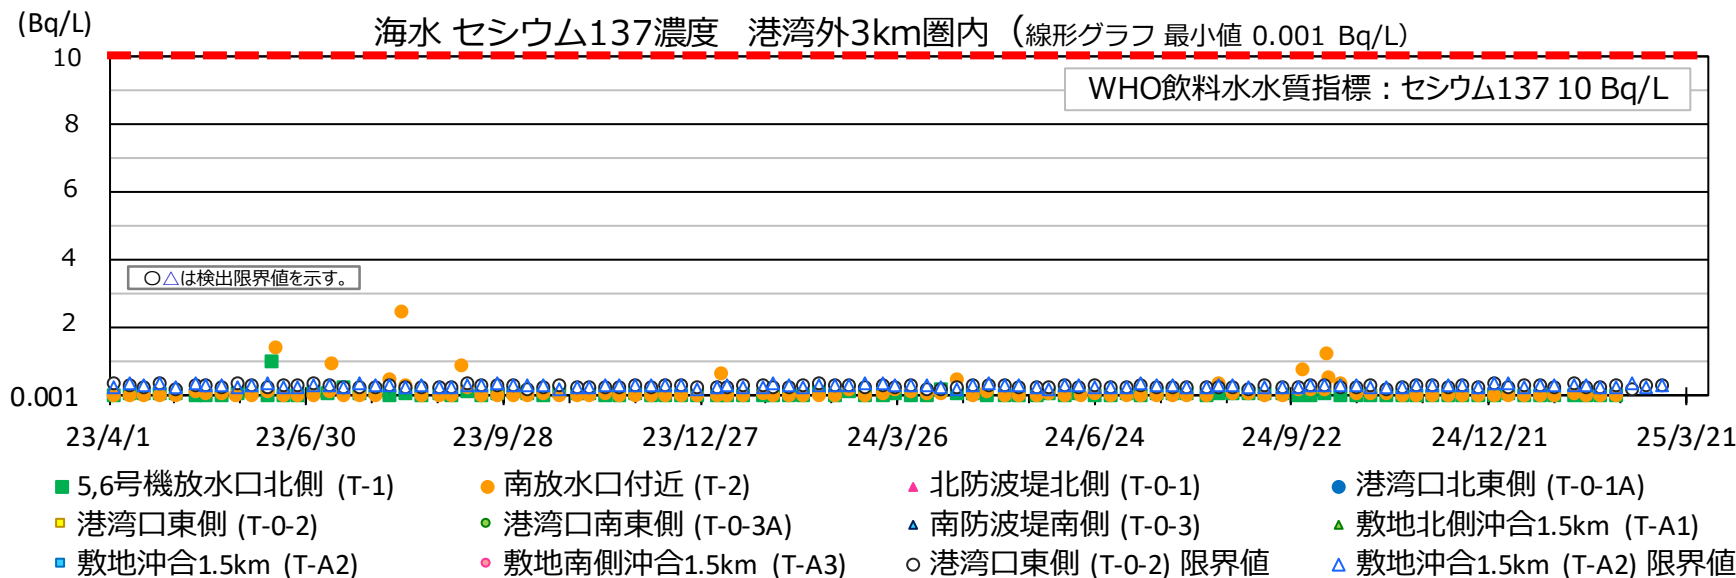 (Bq/L)
海水 セシウム137濃度 港湾外3km圏内 （線形グラフ 最小値 0.001 Bq/L）
10
WHO飲料水水質指標：セシウム137 10 Bq/L
8
6
4
○△は検出限界値を示す。
2
0.001
23/4/1 23/6/30 23/9/28 23/12/27 24/3/26 24/6/24 24/9/22 24/12/21 25/3/21
5,6号機放水口北側 (T-1) 南放水口付近 (T-2) 北防波堤北側 (T-0-1) 港湾口北東側 (T-0-1A)
港湾口東側 (T-0-2) 港湾口南東側 (T-0-3A) 南防波堤南側 (T-0-3) 敷地北側沖合1.5km (T-A1)
敷地沖合1.5km (T-A2) 敷地南側沖合1.5km (T-A3) 港湾口東側 (T-0-2) 限界値 敷地沖合1.5km (T-A2) 限界値